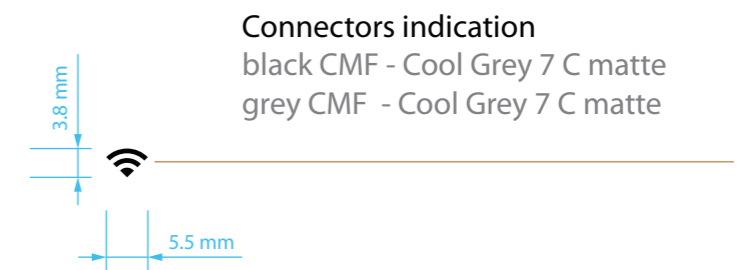 Connectors indication
black CMF - Cool Grey 7 C matte
grey CMF - Cool Grey 7 C matte
3.8 mm
5.5 mm